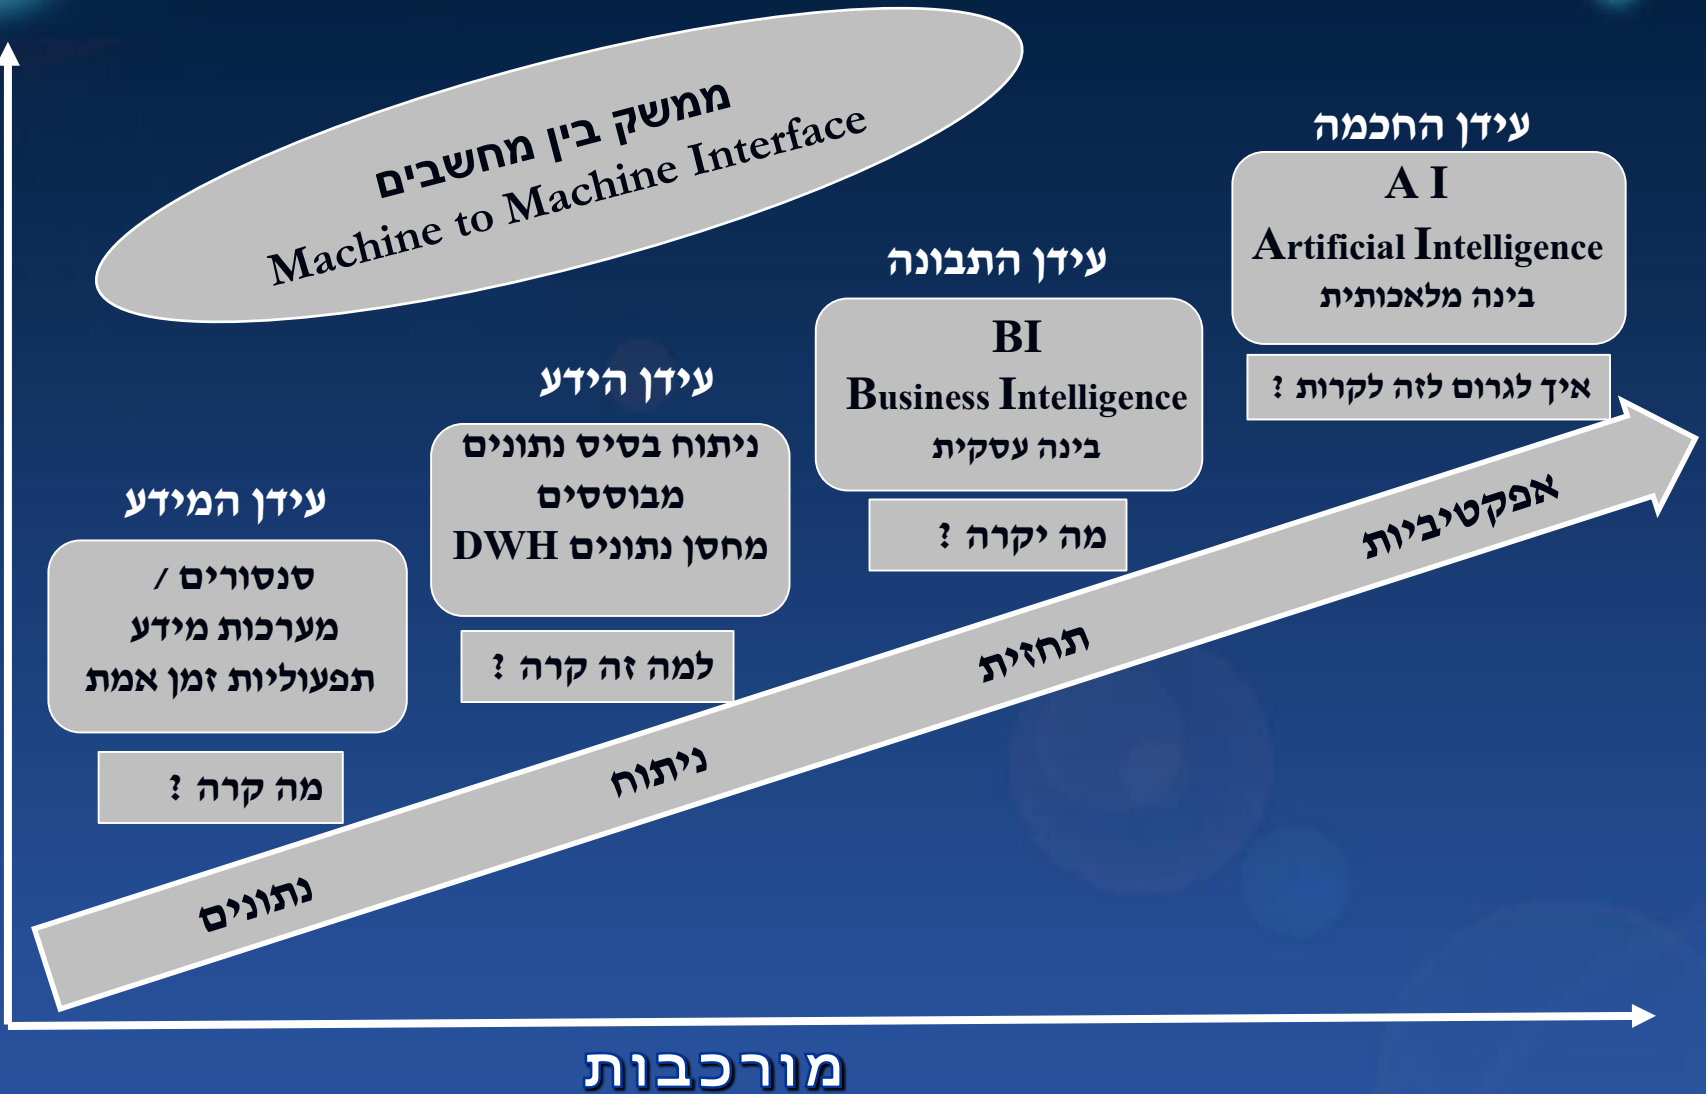 ממשק בין מחשבים
Machine to Machine Interface
עידן החכמה
A I
Artificial Intelligence
בינה מלאכותית
איך לגרום לזה לקרות ?
עידן התבונה
BI
Business Intelligence
בינה עסקית
מה יקרה ?
עידן הידע
ניתוח בסיס נתונים
מבוססים
מחסן נתונים DWH
למה זה קרה ?
עידן המידע
סנסורים /
מערכות מידע
תפעוליות זמן אמת
מה קרה ?
נתונים
ניתוח
תחזית
אפקטיביות
מורכבות